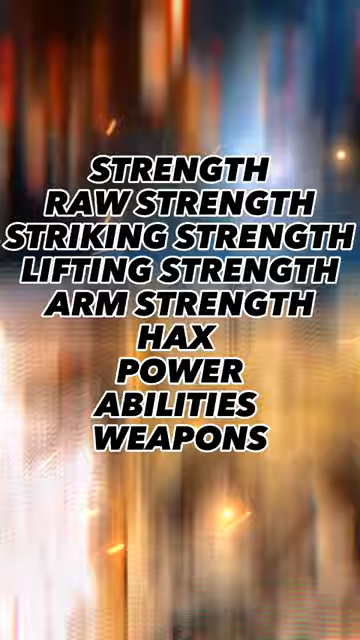 STRENGTH
RAW STRENGTH
STRIKING STRENGTH
LIFTING STRENGTH
ARM STRENGTH
HAX
POWER
ABILITIES
WEAPONS